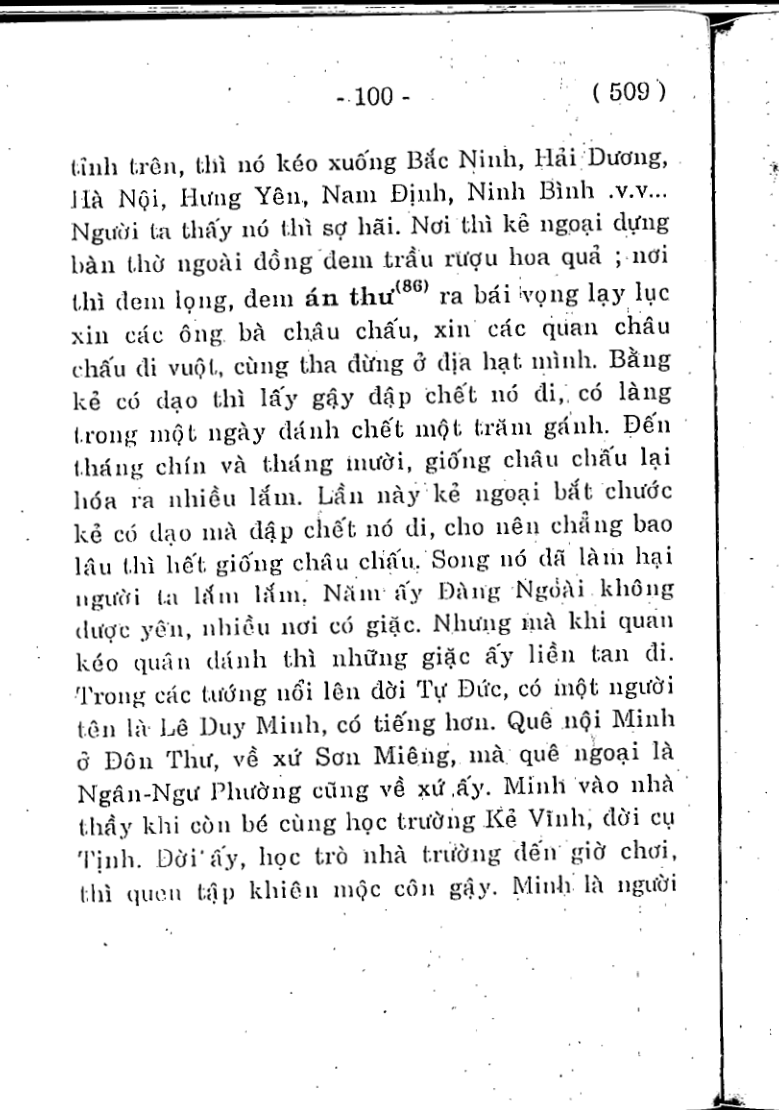 - 100 -
( 509 )
tỉnh trên, thì nó kéo xuống Bắc Ninh, Hải Dương,
Hà Nội, Hưng Yên, Nam Định, Ninh Bình .v.v...
Người ta thấy nó thì sợ hãi. Nơi thì kẻ ngoại dựng
bàn thờ ngoài đồng đem trầu rượu hoa quả ; nơi
thì đem lọng, đem án thư(86) ra bái vọng lạy lục
xin các ông bà châu chấu, xin các quan châu
chấu đi vuột, cùng tha đừng ở địa hạt mình. Bằng
kẻ có đạo thì lấy gậy đập chết nó đi, có làng
trong một ngày đánh chết một trăm gánh. Đến
tháng chín và tháng mười, giống châu chấu lại
hóa ra nhiều lắm. Lần này kẻ ngoại bắt chước
kẻ có đạo mà đập chết nó đi, cho nên chẳng bao
lâu thì hết giống châu chấu. Song nó đã làm hại
người ta lắm lắm. Năm ấy Đàng Ngoài không
được yên, nhiều nơi có giặc. Nhưng mà khi quan
kéo quân đánh thì những giặc ấy liền tan đi.
Trong các tướng nổi lên đời Tự Đức, có một người
tên là Lê Duy Minh, có tiếng hơn. Quê nội Minh
ở Đôn Thư, về xứ Sơn Miêng, mà quê ngoại là
Ngân-Ngư Phường cũng về xứ ấy. Minh vào nhà
thầy khi còn bé cùng học trường Kẻ Vĩnh, đời cụ
Tịnh. Đời ấy, học trò nhà trường đến giờ chơi,
thì quen tập khiên mộc côn gậy. Minh là người